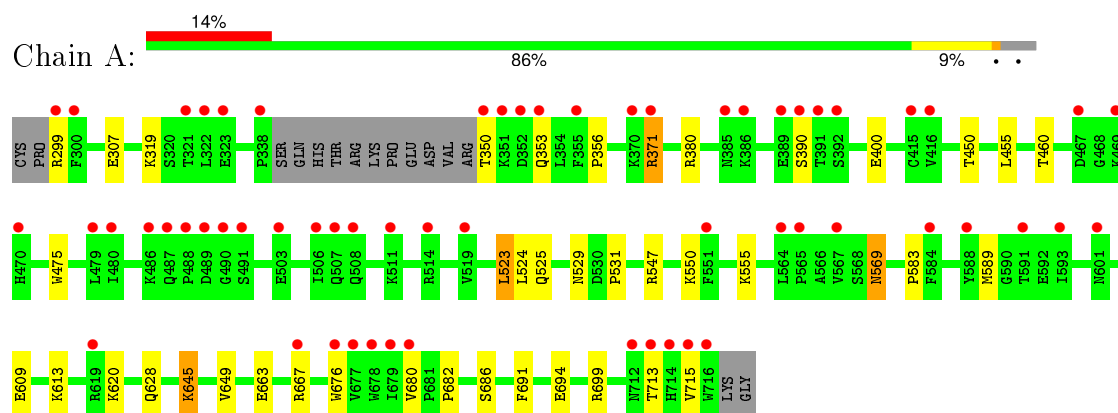 14%
Chain A:
86%
9%
CYS PRO R299 F300 E307 K319 S320 T321 L322 E323 P338 SER GLN HIS THR ARG LYS PRO GLU ASP VAL ARG T350 K351 D352 Q353 L354 F355 P356 K370 R371 R380 N385 K386 E389 S390 T391 S392 E400 C415 V416 T450 L455 T460 D467 G468 K469
H470 W475 L479 I480 K486 Q487 P488 D489 G490 S491 E503 I506 Q507 Q508 K511 R514 V519 L523 L524 Q525 N529 D530 P531 R547 K550 F551 K555 L564 P565 A566 V567 S568 N569 P583 F584 Y588 M589 G590 T591 E592 I593 N601
E609 K613 R619 K620 Q628 K645 V649 E663 R667 W676 V677 W678 I679 V680 P681 P682 S686 F691 E694 R699 N712 T713 H714 V715 W716 LYS GLY